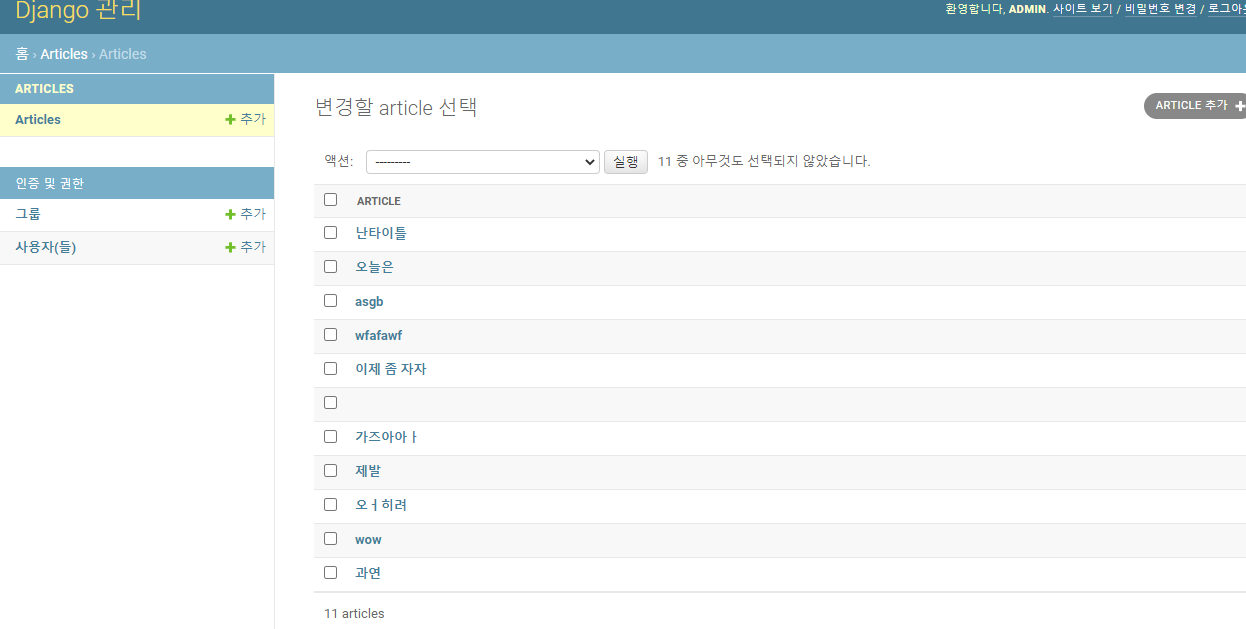 Django 관리
환영합니다, ADMIN. 사이트 보기 / 비밀번호 변경 / 로그아웃
홈 › Articles › Articles
ARTICLES
Articles + 추가
인증 및 권한
그룹 + 추가
사용자(들) + 추가
변경할 article 선택
ARTICLE 추가 +
액션: --------- 실행 11 중 아무것도 선택되지 않았습니다.
ARTICLE
난타이틀
오늘은
asgb
wfafawf
이제 좀 자자
가즈아아ㅏ
제발
오ㅓ히려
wow
과연
11 articles